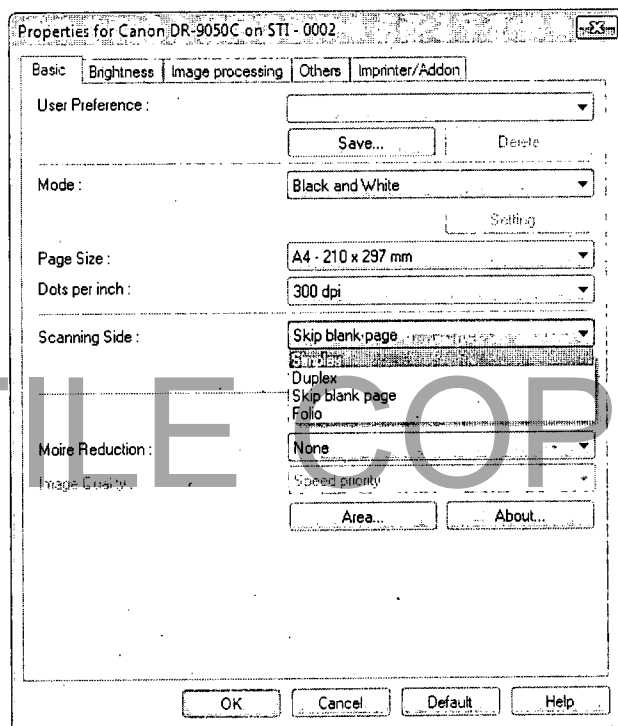 Properties for Canon DR-9050C on STI - 0002
Basic Brightness Image processing Others Imprinter/Addon
User Preference :
Save... Delete
Mode : Black and White
Setting
Page Size : A4 - 210 x 297 mm
Dots per inch : 300 dpi
Scanning Side : Skip blank page
Simplex
Duplex
Skip blank page
Folio
TILE COP
Moire Reduction : None
Image Quality : Speed priority
Area... About...
OK Cancel Default Help